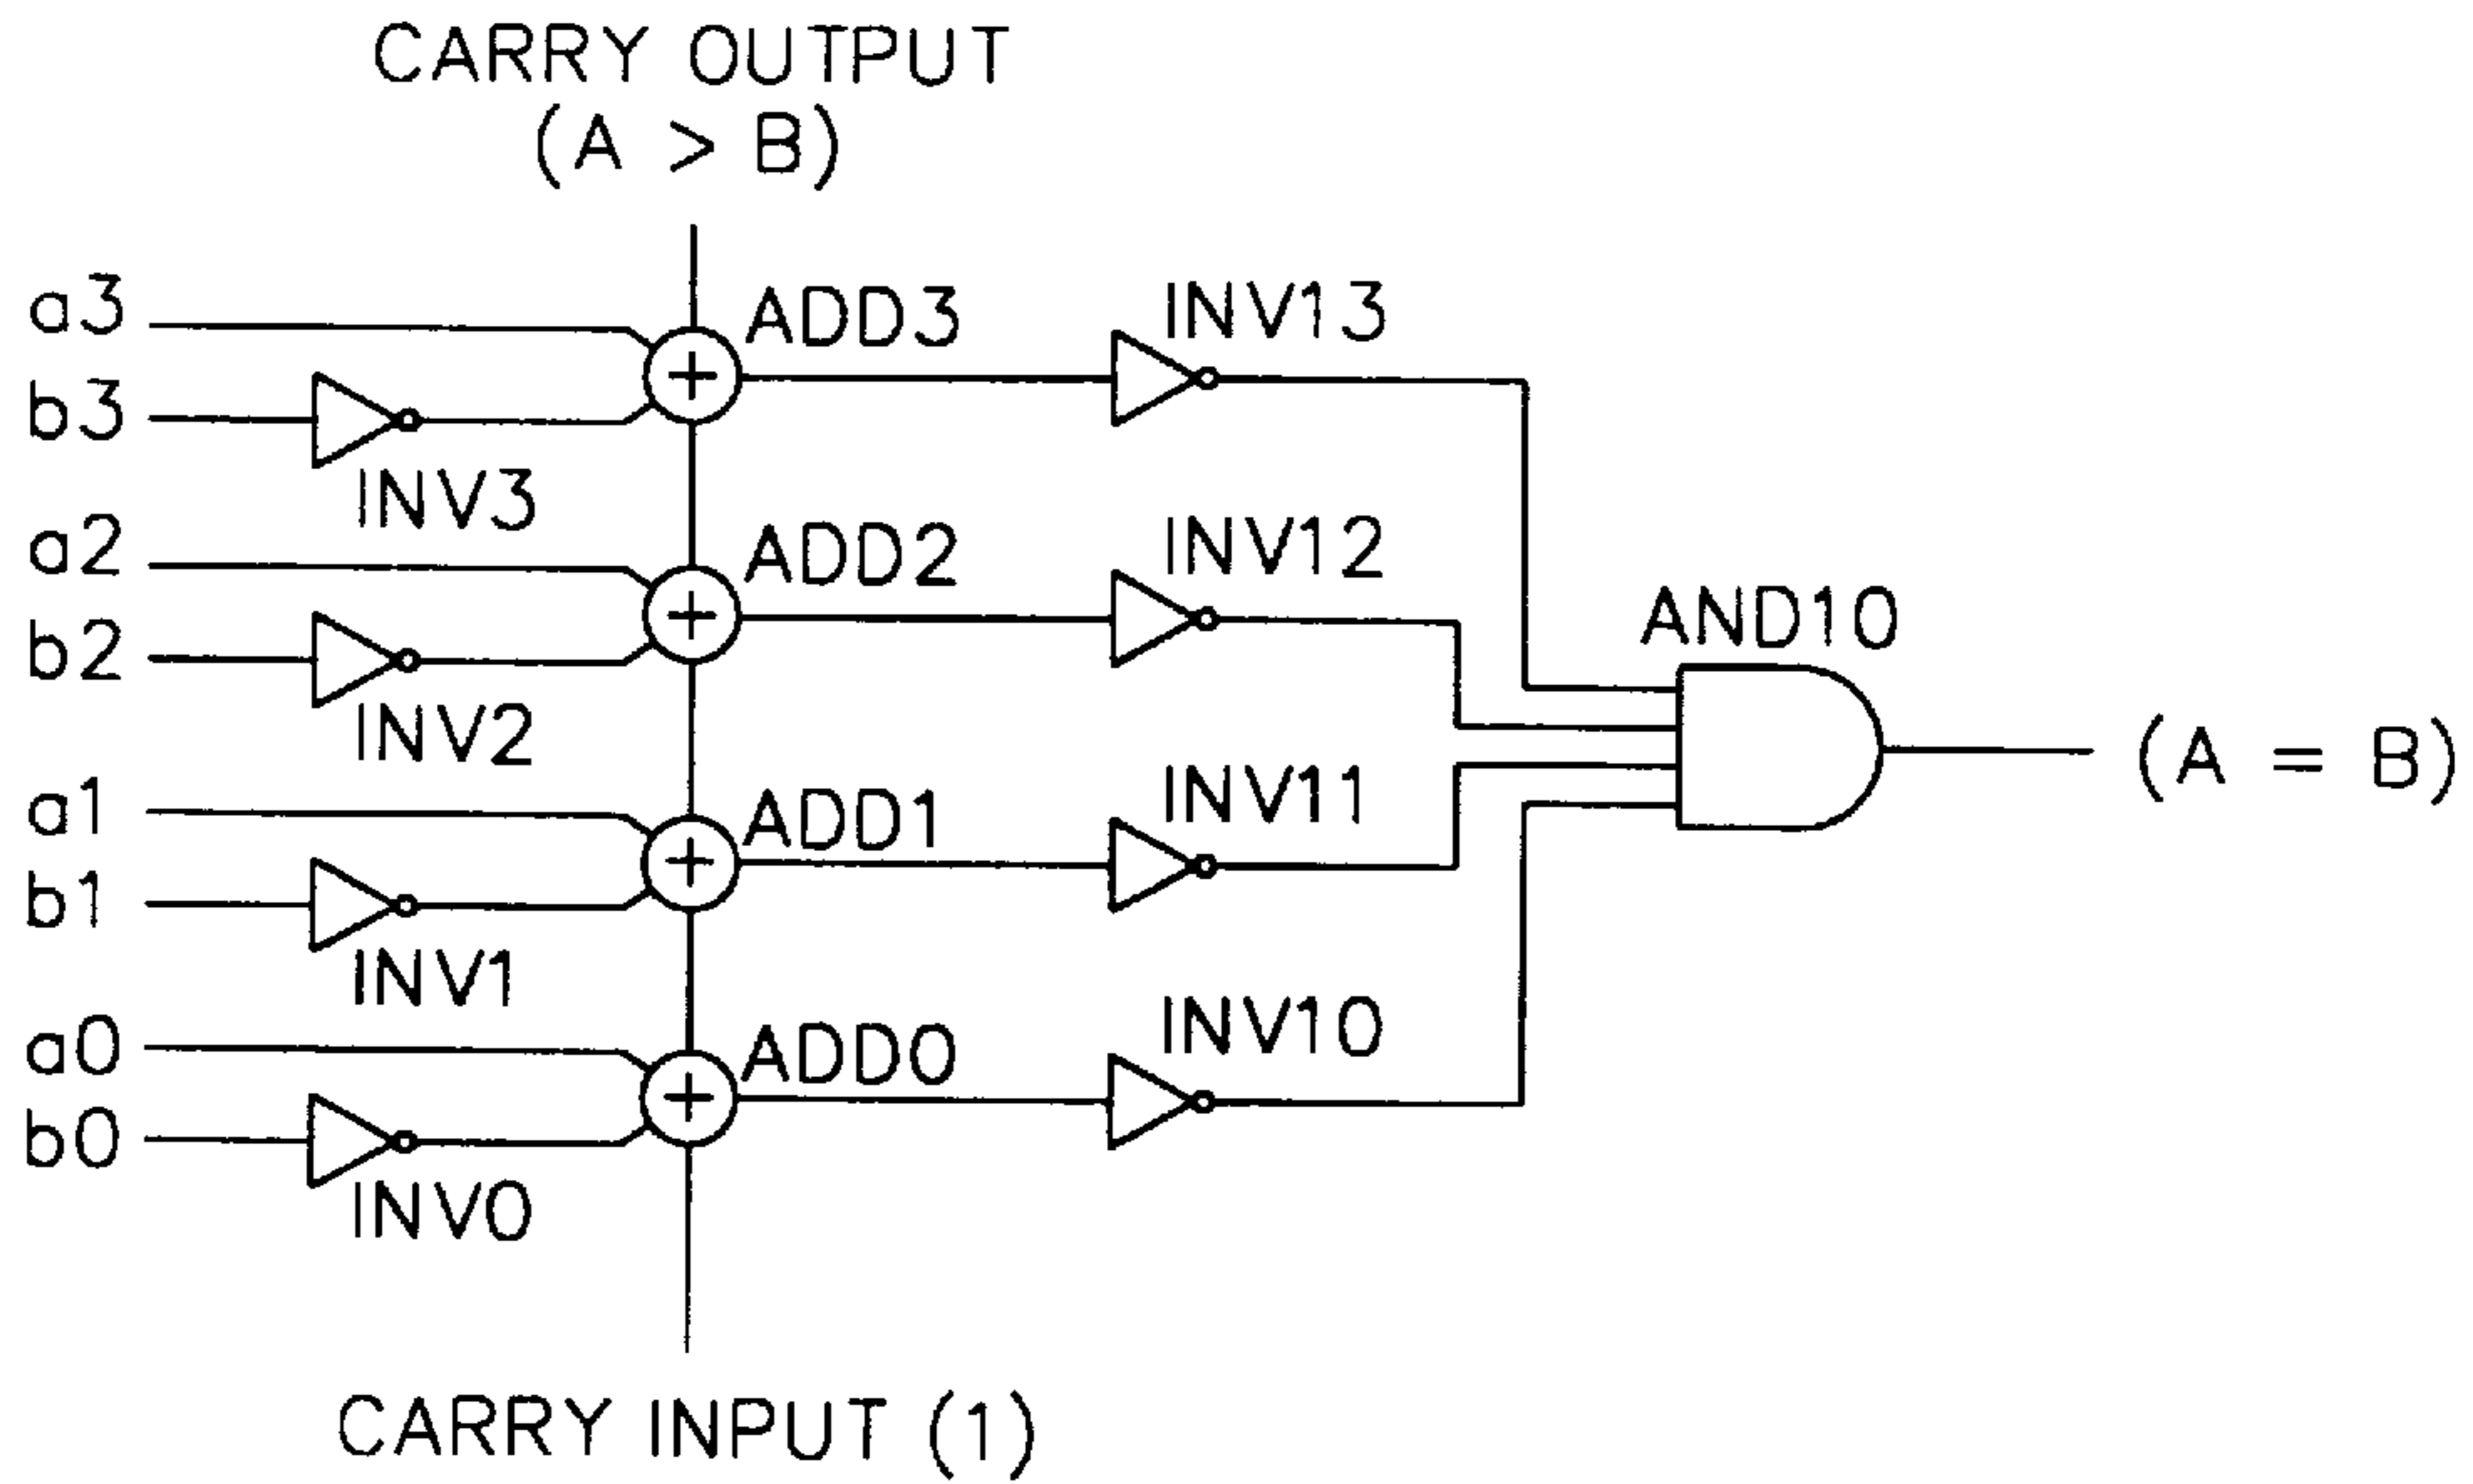 CARRY OUTPUT
(A > B)
a3
ADD3
INV13
b3
INV3
a2
ADD2
INV12
b2
AND10
INV2
(A = B)
a1
ADD1
INV11
b1
INV1
a0
ADD0
INV10
b0
INV0
CARRY INPUT (1)